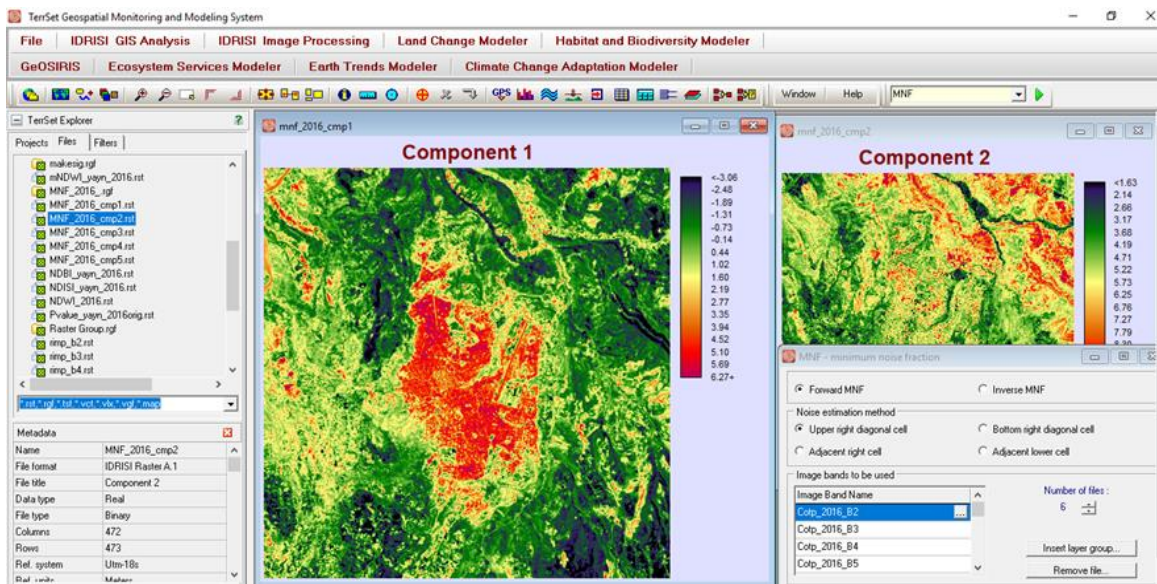 TerrSet Geospatial Monitoring and Modeling System
File IDRISI GIS Analysis IDRISI Image Processing Land Change Modeler Habitat and Biodiversity Modeler
GeOSIRIS Ecosystem Services Modeler Earth Trends Modeler Climate Change Adaptation Modeler
GPS Window Help MNF
TerrSet Explorer ?
Projects Files Filters
makesig.rgf
mNDWI_yayn_2016.rst
MNF_2016_.rgf
MNF_2016_cmp1.rst
MNF_2016_cmp2.rst
MNF_2016_cmp3.rst
MNF_2016_cmp4.rst
MNF_2016_cmp5.rst
NDBI_yayn_2016.rst
NDISI_yayn_2016.rst
NDWI_2016.rst
Pvalue_yayn_2016orig.rst
Raster Group.rgf
rimp_b2.rst
rimp_b3.rst
rimp_b4.rst
*.rst,*.rgf,*.tsf,*.vct,*.vlx,*.vgf,*.map
Metadata
Name MNF_2016_cmp2
File format IDRISI Raster A.1
File title Component 2
Data type Real
File type Binary
Columns 472
Rows 473
Ref. system Utm-18s
Ref. units Meters
mnf_2016_cmp1
Component 1
<-3.06
-2.48
-1.89
-1.31
-0.73
-0.14
0.44
1.02
1.60
2.19
2.77
3.35
3.94
4.52
5.10
5.69
6.27+
mnf_2016_cmp2
Component 2
<1.63
2.14
2.66
3.17
3.68
4.19
4.71
5.22
5.73
6.25
6.76
7.27
7.79
8.30
MNF - minimum noise fraction
Forward MNF Inverse MNF
Noise estimation method
Upper right diagonal cell Bottom right diagonal cell
Adjacent right cell Adjacent lower cell
Image bands to be used
Image Band Name
Cotp_2016_B2 ...
Cotp_2016_B3
Cotp_2016_B4
Cotp_2016_B5
Number of files :
6
Insert layer group...
Remove file...